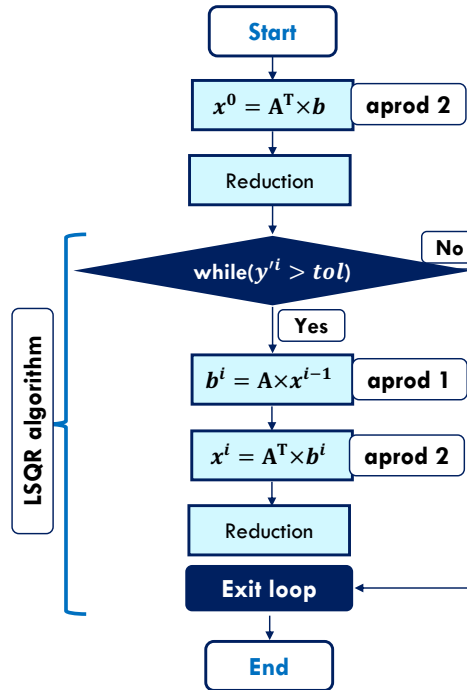 Start
x⁰ = Aᵀ×b
aprod 2
Reduction
No
while(y′ⁱ > tol)
Yes
LSQR algorithm
bⁱ = A×xⁱ⁻¹
aprod 1
xⁱ = Aᵀ×bⁱ
aprod 2
Reduction
Exit loop
End